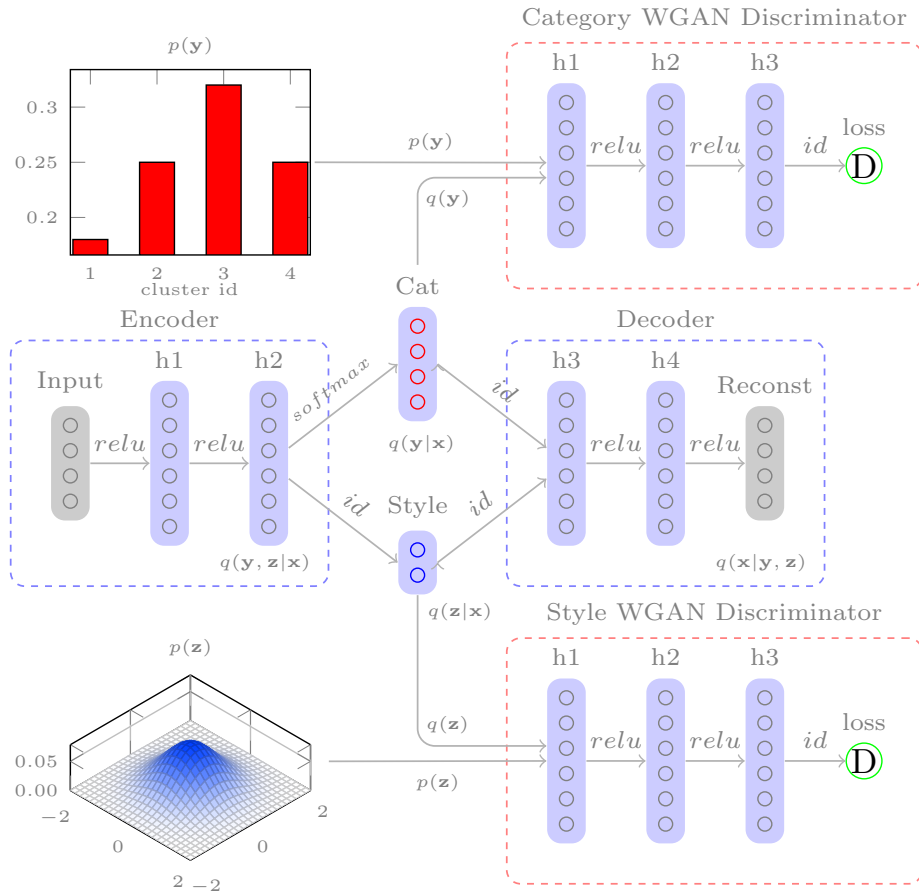 Category WGAN Discriminator
p(y)
h1 h2 h3
0.3
0.25
0.2
1 2 3 4
cluster id
p(y)
q(y)
relu relu id
loss
D
Cat
Encoder
Decoder
Input
h1 h2
relu relu
softmax
id
q(y, z|x)
q(y|x)
Style
id
id
h3 h4
Reconst
relu relu
q(x|y, z)
q(z|x)
Style WGAN Discriminator
p(z)
h1 h2 h3
q(z)
p(z)
relu relu id
loss
D
0.05
0.00
−2
0
2
−2
0
2